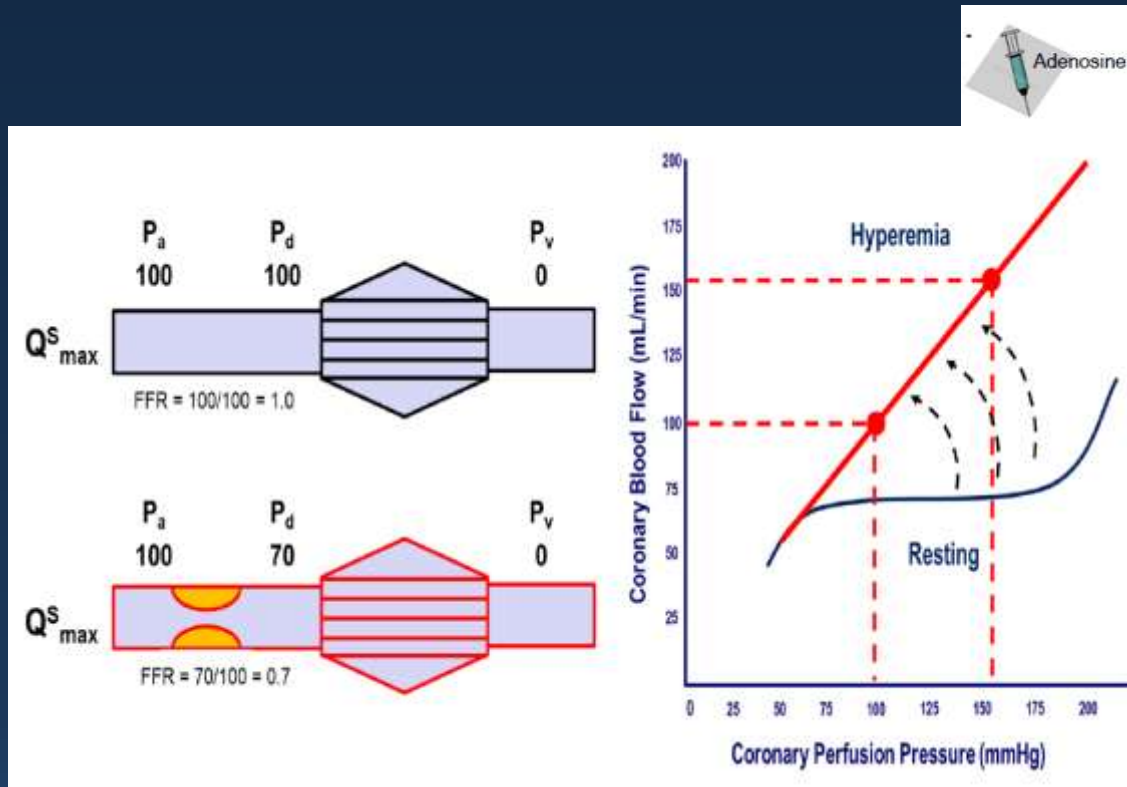 Adenosine
Pa Pd Pv
100 100 0
QSmax
FFR = 100/100 = 1.0
Pa Pd Pv
100 70 0
QSmax
FFR = 70/100 = 0.7
Coronary Blood Flow (mL/min)
200
175
150
125
100
75
50
25
Hyperemia
Resting
0 25 50 75 100 125 150 175 200
Coronary Perfusion Pressure (mmHg)